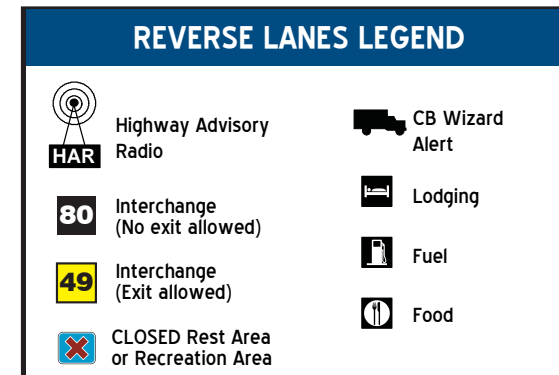 REVERSE LANES LEGEND
HAR
Highway Advisory
Radio
80
Interchange
(No exit allowed)
49
Interchange
(Exit allowed)
CLOSED Rest Area
or Recreation Area
CB Wizard
Alert
Lodging
Fuel
Food